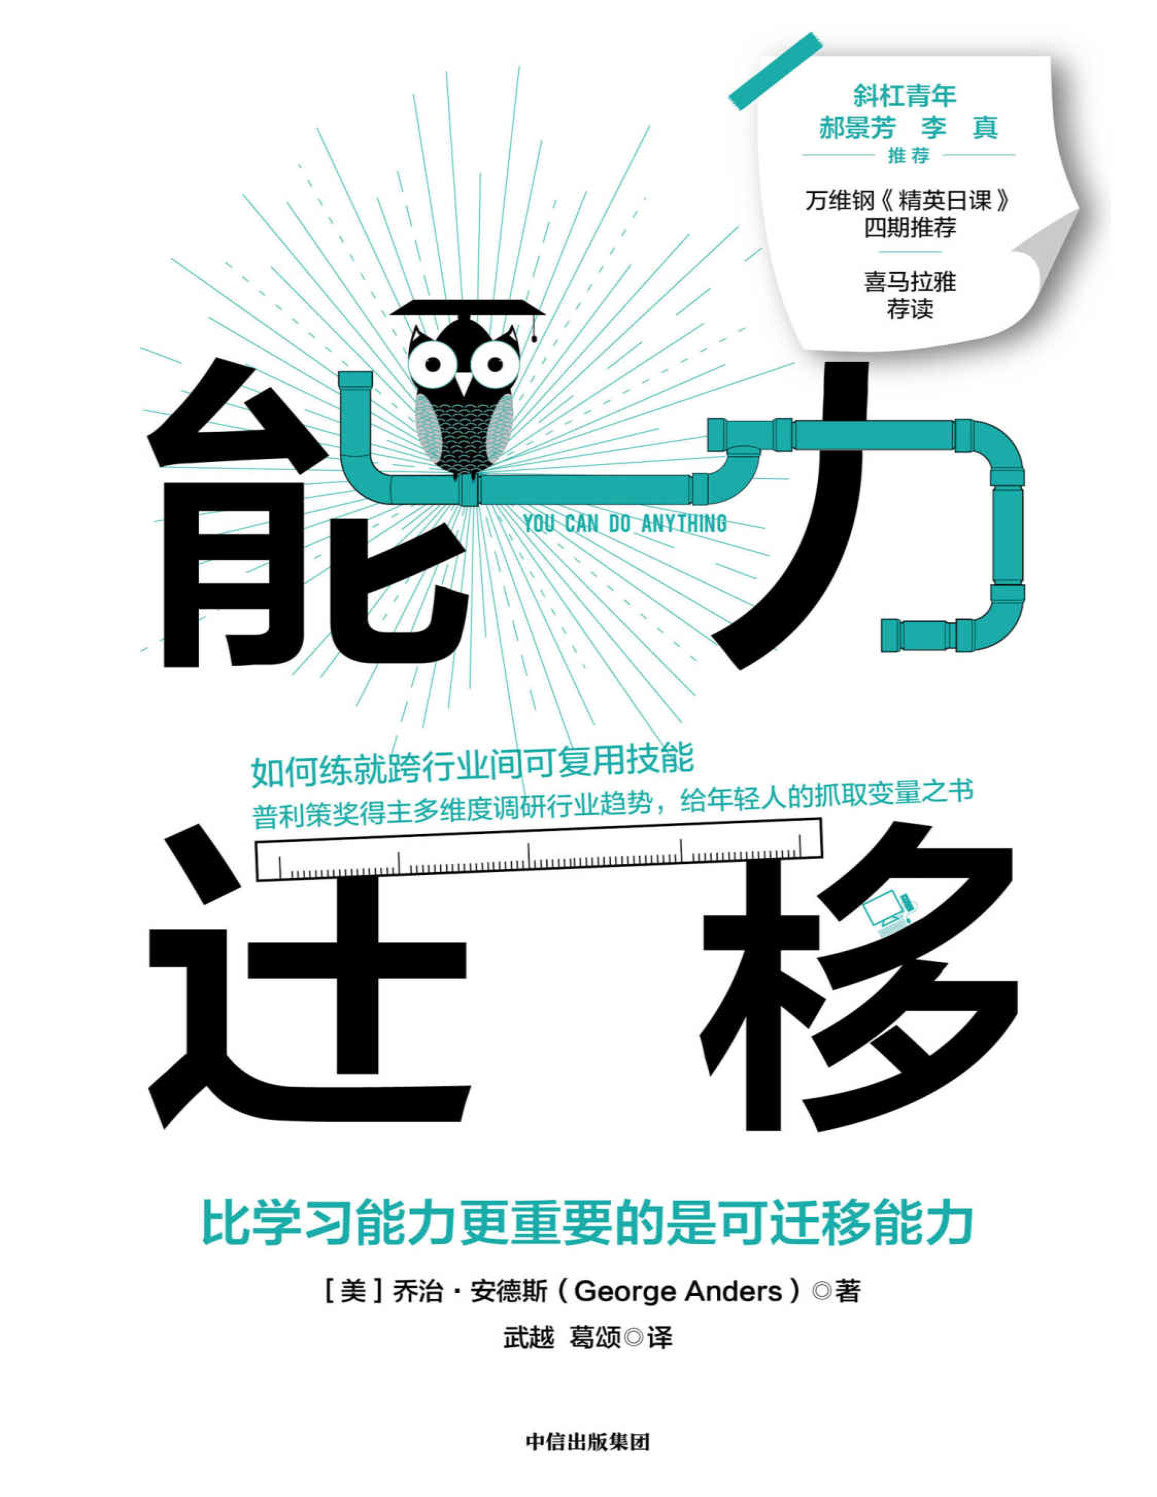 斜杠青年
郝景芳 李 真
推荐
万维钢《精英日课》
四期推荐
喜马拉雅
荐读
能力
YOU CAN DO ANYTHING
如何练就跨行业间可复用技能
普利策奖得主多维度调研行业趋势，给年轻人的抓取变量之书
迁移
比学习能力更重要的是可迁移能力
［美］乔治·安德斯（George Anders）◎著
武越 葛颂◎译
中信出版集团